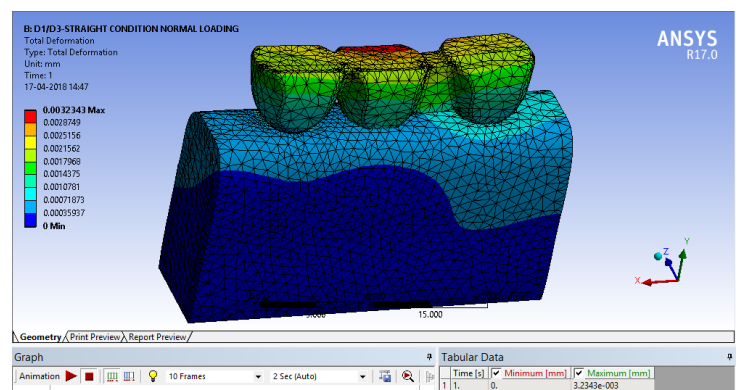 B: D1/D3-STRAIGHT CONDITION NORMAL LOADING
Total Deformation
Type: Total Deformation
Unit: mm
Time: 1
17-04-2018 14:47
ANSYS
R17.0
0.0032343 Max
0.0028749
0.0025156
0.0021562
0.0017968
0.0014375
0.0010781
0.00071873
0.00035937
0 Min
Y
Z
X
15.000
Geometry Print Preview Report Preview
Graph
Tabular Data
Animation 10 Frames 2 Sec (Auto)
Time [s] Minimum [mm] Maximum [mm]
1 1. 0. 3.2343e-003